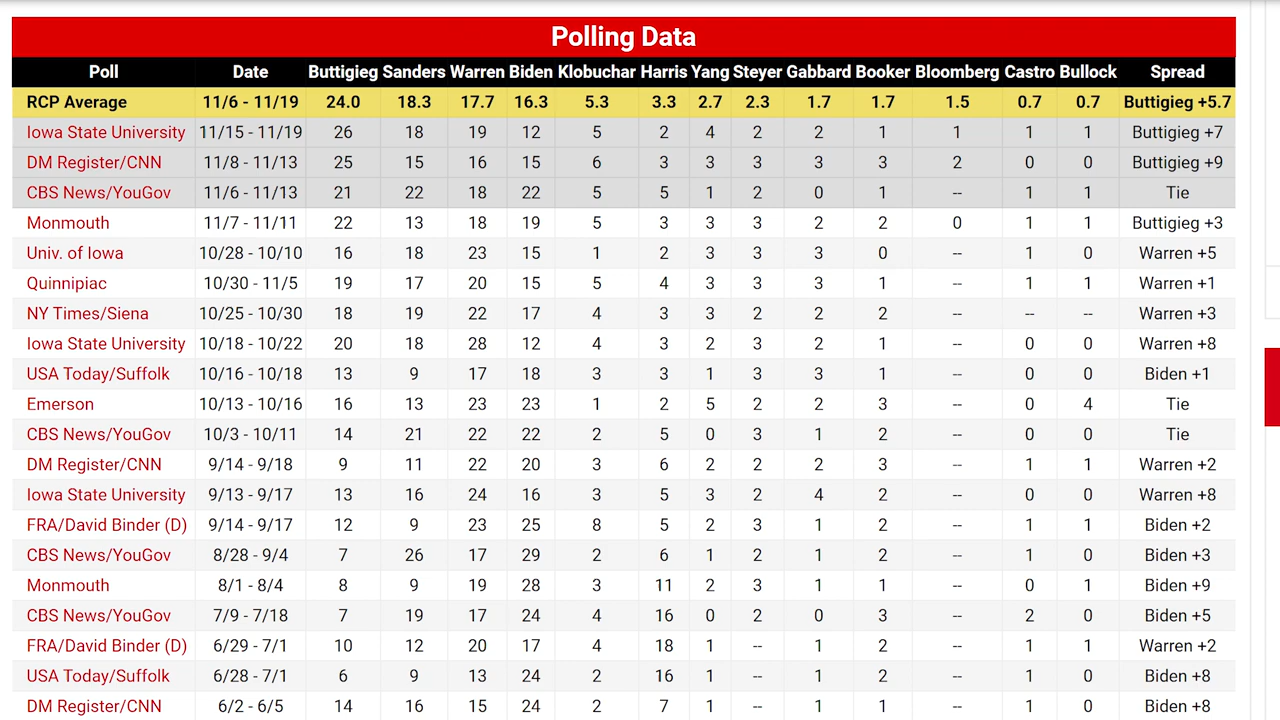 Polling Data
Poll Date Buttigieg Sanders Warren Biden Klobuchar Harris Yang Steyer Gabbard Booker Bloomberg Castro Bullock Spread
RCP Average 11/6 - 11/19 24.0 18.3 17.7 16.3 5.3 3.3 2.7 2.3 1.7 1.7 1.5 0.7 0.7 Buttigieg +5.7
Iowa State University 11/15 - 11/19 26 18 19 12 5 2 4 2 2 1 1 1 1 Buttigieg +7
DM Register/CNN 11/8 - 11/13 25 15 16 15 6 3 3 3 3 3 2 0 0 Buttigieg +9
CBS News/YouGov 11/6 - 11/13 21 22 18 22 5 5 1 2 0 1 -- 1 1 Tie
Monmouth 11/7 - 11/11 22 13 18 19 5 3 3 3 2 2 0 1 1 Buttigieg +3
Univ. of Iowa 10/28 - 10/10 16 18 23 15 1 2 3 3 3 0 -- 1 0 Warren +5
Quinnipiac 10/30 - 11/5 19 17 20 15 5 4 3 3 3 1 -- 1 1 Warren +1
NY Times/Siena 10/25 - 10/30 18 19 22 17 4 3 3 2 2 2 -- -- -- Warren +3
Iowa State University 10/18 - 10/22 20 18 28 12 4 3 2 3 2 1 -- 0 0 Warren +8
USA Today/Suffolk 10/16 - 10/18 13 9 17 18 3 3 1 3 3 1 -- 0 0 Biden +1
Emerson 10/13 - 10/16 16 13 23 23 1 2 5 2 2 3 -- 0 4 Tie
CBS News/YouGov 10/3 - 10/11 14 21 22 22 2 5 0 3 1 2 -- 0 0 Tie
DM Register/CNN 9/14 - 9/18 9 11 22 20 3 6 2 2 2 3 -- 1 1 Warren +2
Iowa State University 9/13 - 9/17 13 16 24 16 3 5 3 2 4 2 -- 0 0 Warren +8
FRA/David Binder (D) 9/14 - 9/17 12 9 23 25 8 5 2 3 1 2 -- 1 1 Biden +2
CBS News/YouGov 8/28 - 9/4 7 26 17 29 2 6 1 2 1 2 -- 1 0 Biden +3
Monmouth 8/1 - 8/4 8 9 19 28 3 11 2 3 1 1 -- 0 1 Biden +9
CBS News/YouGov 7/9 - 7/18 7 19 17 24 4 16 0 2 0 3 -- 2 0 Biden +5
FRA/David Binder (D) 6/29 - 7/1 10 12 20 17 4 18 1 -- 1 2 -- 1 1 Warren +2
USA Today/Suffolk 6/28 - 7/1 6 9 13 24 2 16 1 -- 1 2 -- 1 0 Biden +8
DM Register/CNN 6/2 - 6/5 14 16 15 24 2 7 1 -- 1 1 -- 1 0 Biden +8